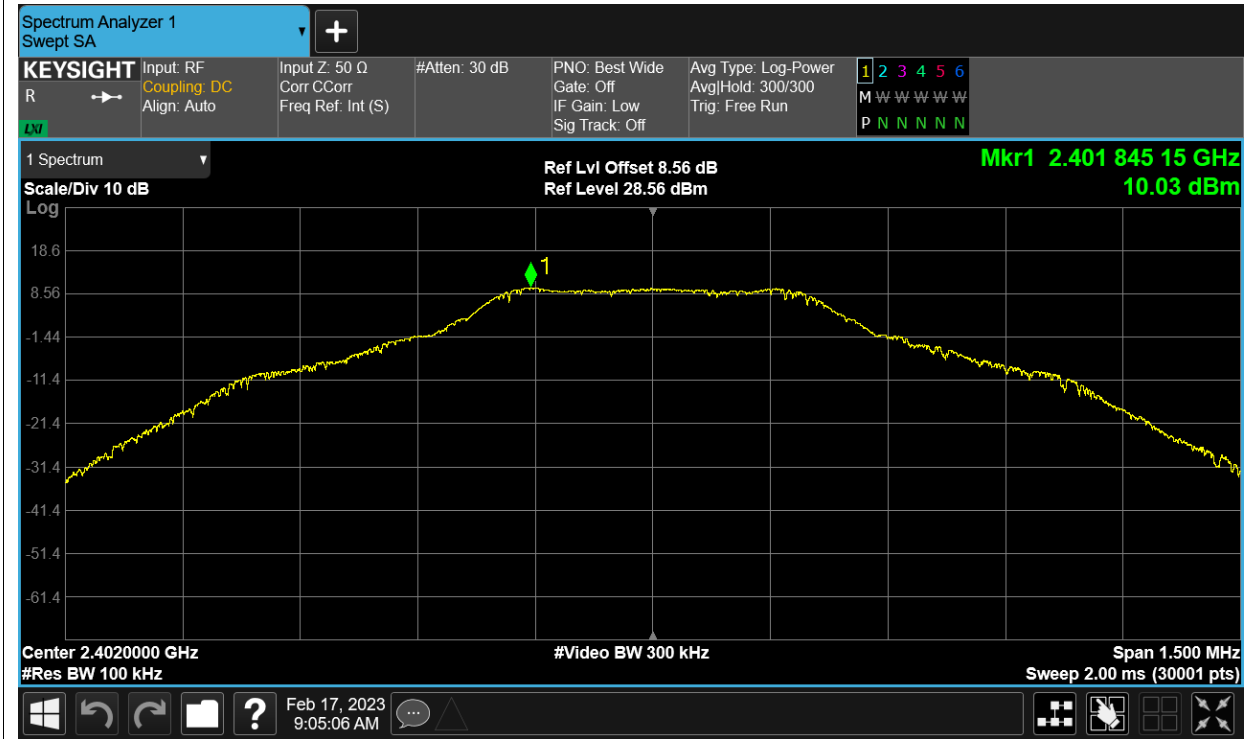 Spectrum Analyzer 1
Swept SA
KEYSIGHT
R
LXI
Input: RF
Coupling: DC
Align: Auto
Input Z: 50 Ω
Corr CCorr
Freq Ref: Int (S)
#Atten: 30 dB
PNO: Best Wide
Gate: Off
IF Gain: Low
Sig Track: Off
Avg Type: Log-Power
Avg|Hold: 300/300
Trig: Free Run
1 2 3 4 5 6
M W W W W W
P N N N N N N
1 Spectrum
Scale/Div 10 dB
Log
Ref Lvl Offset 8.56 dB
Ref Level 28.56 dBm
Mkr1 2.401 845 15 GHz
10.03 dBm
1
18.6
8.56
-1.44
-11.4
-21.4
-31.4
-41.4
-51.4
-61.4
Center 2.4020000 GHz
#Res BW 100 kHz
#Video BW 300 kHz
Span 1.500 MHz
Sweep 2.00 ms (30001 pts)
?
Feb 17, 2023
9:05:06 AM